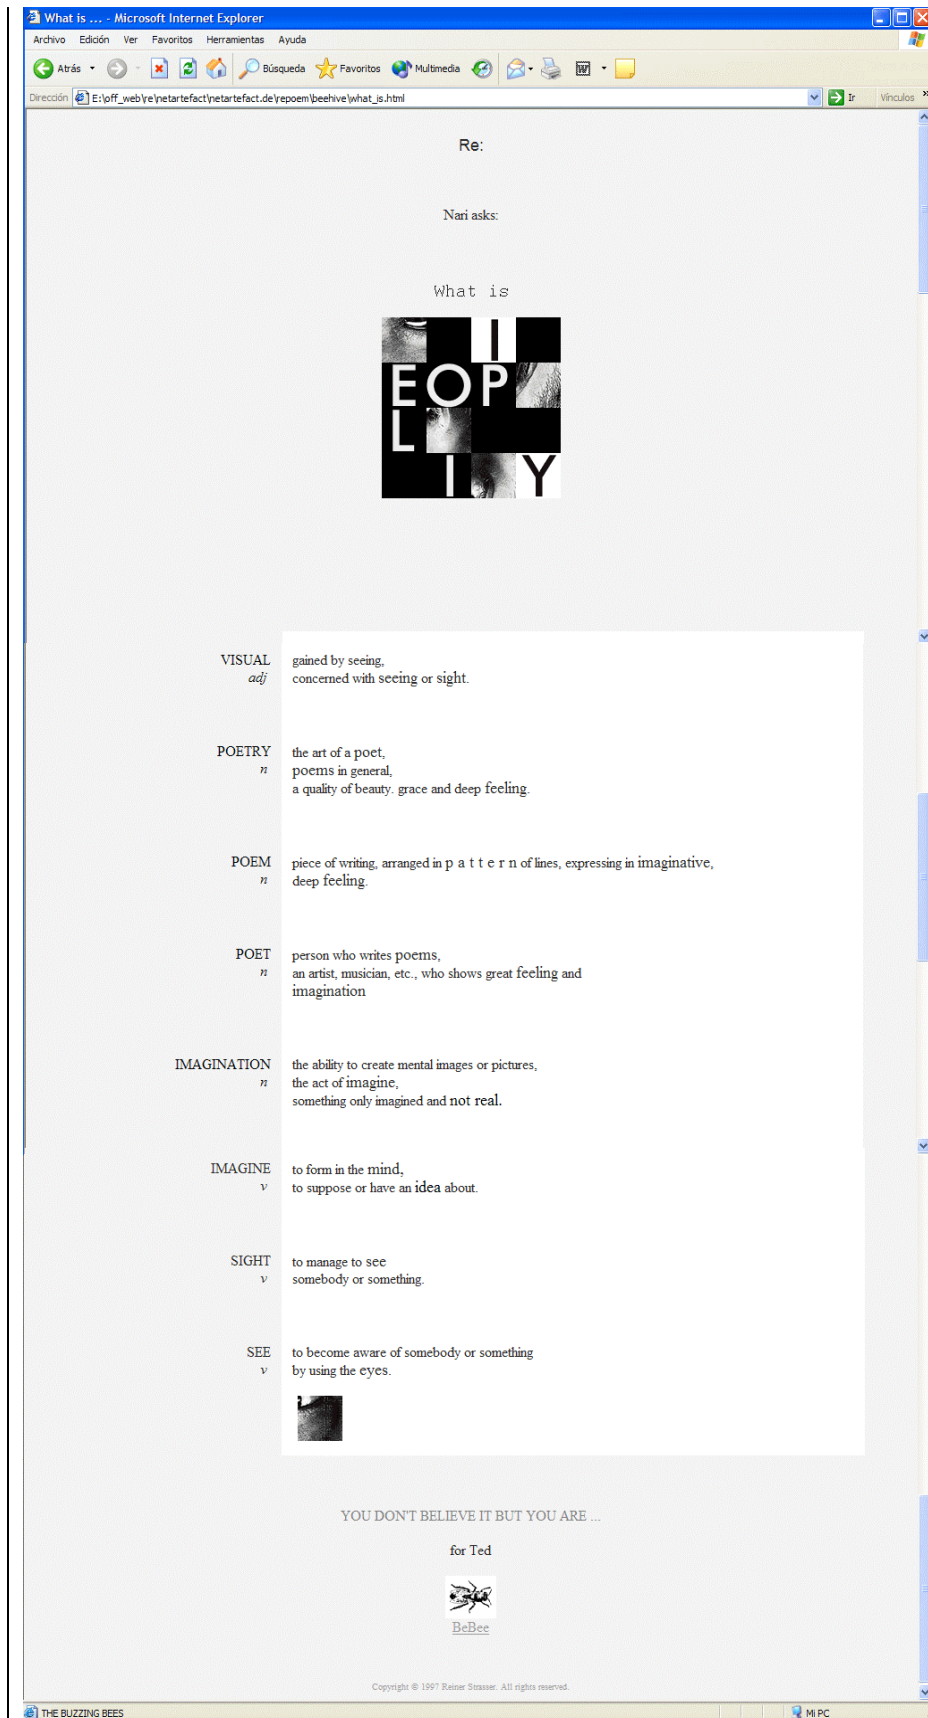 What is ... - Microsoft Internet Explorer
Archivo Edición Ver Favoritos Herramientas Ayuda
Atrás Búsqueda Favoritos Multimedia
Dirección E:\off_web\re\netartefact\netartefact.de\repoem\beehive\what_is.html Ir Vínculos »
Re:
Nari asks:
What is
I
EOP
L
I Y
VISUAL gained by seeing,
adj concerned with seeing or sight.
POETRY the art of a poet,
n poems in general,
a quality of beauty. grace and deep feeling.
POEM piece of writing, arranged in p a t t e r n of lines, expressing in imaginative,
n deep feeling.
POET person who writes poems,
n an artist, musician, etc., who shows great feeling and
imagination
IMAGINATION the ability to create mental images or pictures,
n the act of imagine,
something only imagined and not real.
IMAGINE to form in the mind,
v to suppose or have an idea about.
SIGHT to manage to see
v somebody or something.
SEE to become aware of somebody or something
v by using the eyes.
YOU DON'T BELIEVE IT BUT YOU ARE ...
for Ted
BeBee
Copyright © 1997 Reiner Strasser. All rights reserved.
THE BUZZING BEES Mi PC